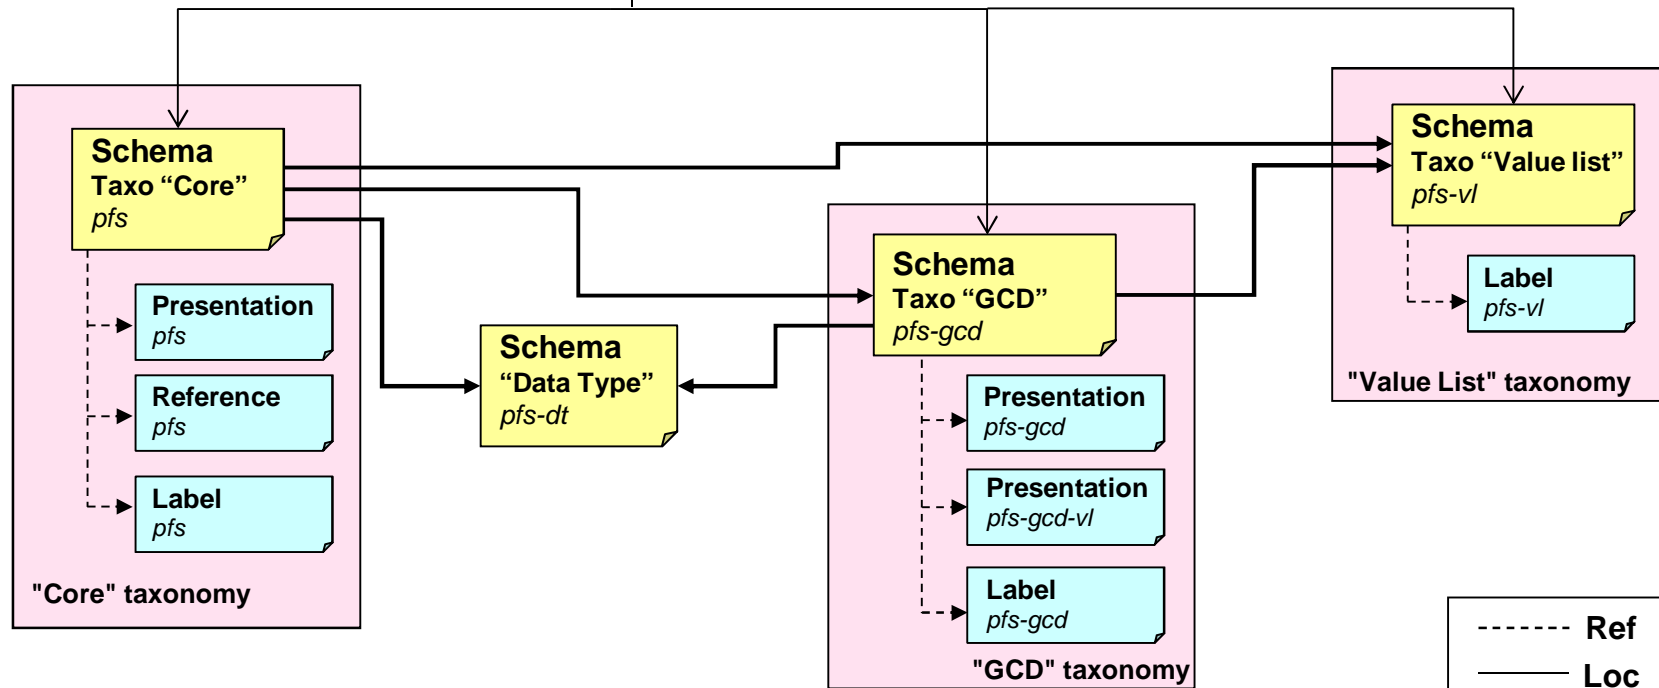 Schema
Taxo “Core”
pfs
Presentation
pfs
Reference
pfs
Label
pfs
"Core" taxonomy
Schema
“Data Type”
pfs-dt
Schema
Taxo “GCD”
pfs-gcd
Presentation
pfs-gcd
Presentation
pfs-gcd-vl
Label
pfs-gcd
"GCD" taxonomy
Schema
Taxo “Value list”
pfs-vl
Label
pfs-vl
"Value List" taxonomy
Ref
Loc